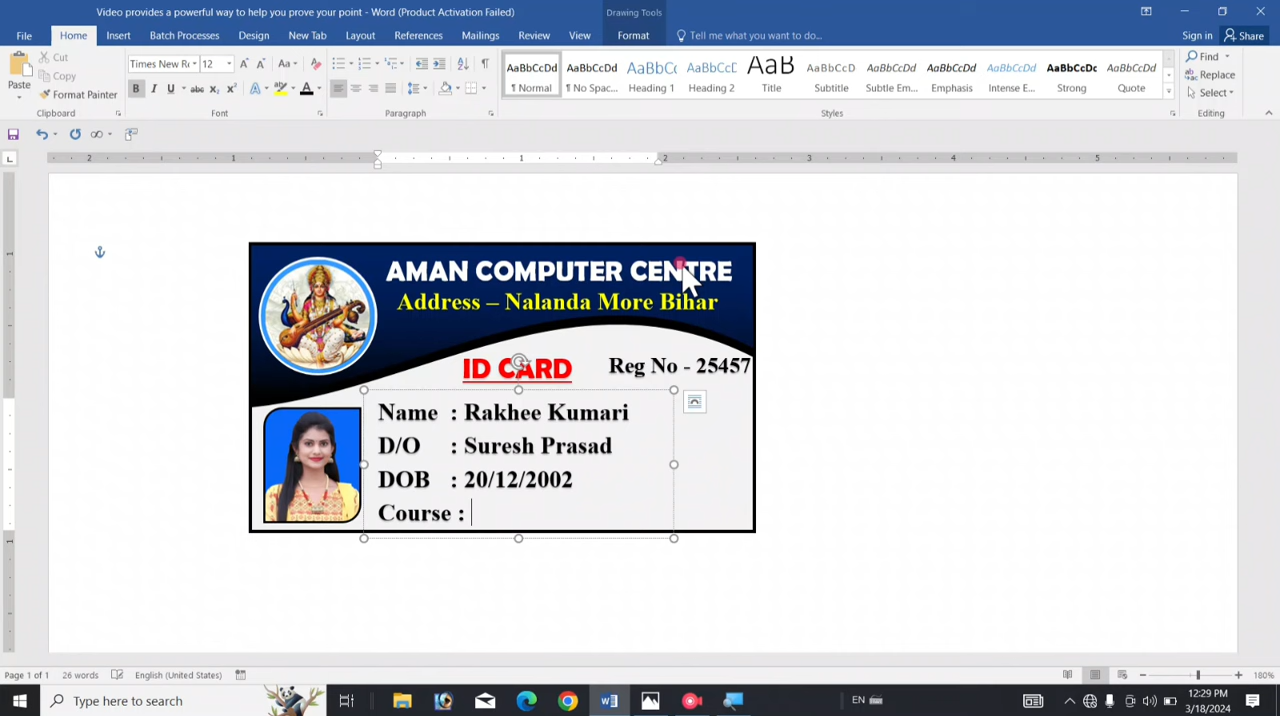 Video provides a powerful way to help you prove your point - Word (Product Activation Failed)
Drawing Tools
File
Home
Insert
Batch Processes
Design
New Tab
Layout
References
Mailings
Review
View
Format
Tell me what you want to do...
Sign in
Share
Paste
Cut
Copy
Format Painter
Clipboard
Times New Ro
12
Font
Paragraph
AaBbCcDd
¶ Normal
AaBbCcDd
¶ No Spac...
AaBbCc
Heading 1
AaBbCcD
Heading 2
AaB
Title
AaBbCcD
Subtitle
AaBbCcDd
Subtle Em...
AaBbCcDd
Emphasis
AaBbCcDd
Intense E...
AaBbCcDc
Strong
AaBbCcDd
Quote
Styles
Find
Replace
Select
Editing
AMAN COMPUTER CENTRE
Address – Nalanda More Bihar
ID CARD
Reg No - 25457
Name : Rakhee Kumari
D/O : Suresh Prasad
DOB : 20/12/2002
Course :
Page 1 of 1
26 words
English (United States)
180%
Type here to search
EN
12:29 PM
3/18/2024